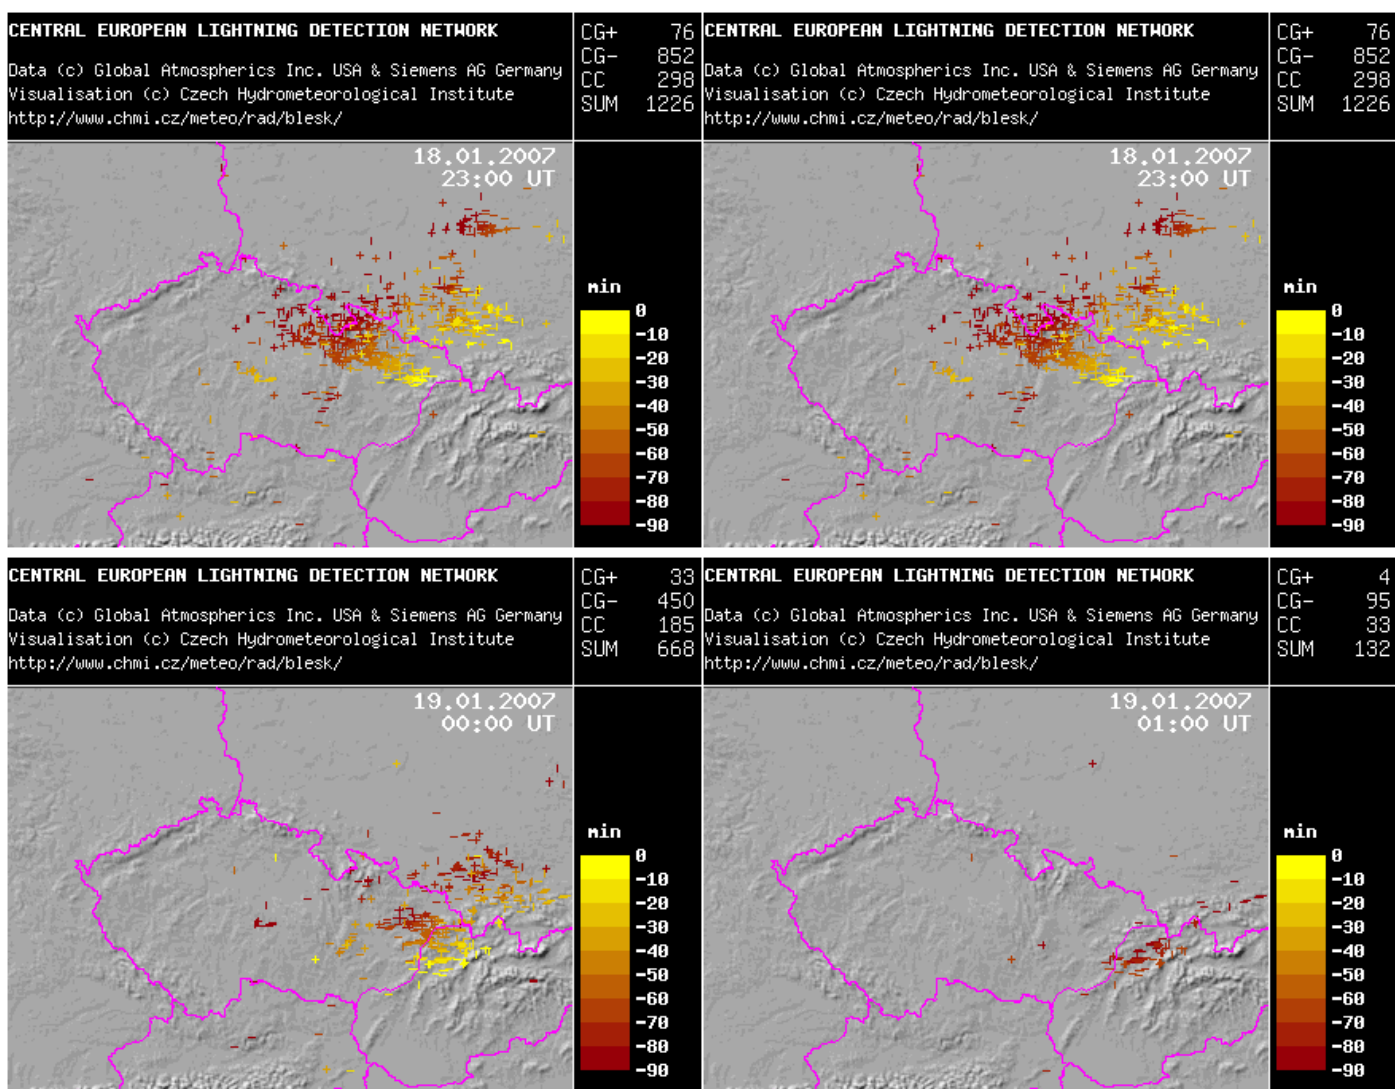 CENTRAL EUROPEAN LIGHTNING DETECTION NETWORK
Data (c) Global Atmospherics Inc. USA & Siemens AG Germany
Visualisation (c) Czech Hydrometeorological Institute
http://www.chmi.cz/meteo/rad/blesk/
CG+ 76
CG- 852
CC 298
SUM 1226
18.01.2007
23:00 UT
min
0
-10
-20
-30
-40
-50
-60
-70
-80
-90
CENTRAL EUROPEAN LIGHTNING DETECTION NETWORK
Data (c) Global Atmospherics Inc. USA & Siemens AG Germany
Visualisation (c) Czech Hydrometeorological Institute
http://www.chmi.cz/meteo/rad/blesk/
CG+ 76
CG- 852
CC 298
SUM 1226
18.01.2007
23:00 UT
min
0
-10
-20
-30
-40
-50
-60
-70
-80
-90
CENTRAL EUROPEAN LIGHTNING DETECTION NETWORK
Data (c) Global Atmospherics Inc. USA & Siemens AG Germany
Visualisation (c) Czech Hydrometeorological Institute
http://www.chmi.cz/meteo/rad/blesk/
CG+ 33
CG- 450
CC 185
SUM 668
19.01.2007
00:00 UT
min
0
-10
-20
-30
-40
-50
-60
-70
-80
-90
CENTRAL EUROPEAN LIGHTNING DETECTION NETWORK
Data (c) Global Atmospherics Inc. USA & Siemens AG Germany
Visualisation (c) Czech Hydrometeorological Institute
http://www.chmi.cz/meteo/rad/blesk/
CG+ 4
CG- 95
CC 33
SUM 132
19.01.2007
01:00 UT
min
0
-10
-20
-30
-40
-50
-60
-70
-80
-90